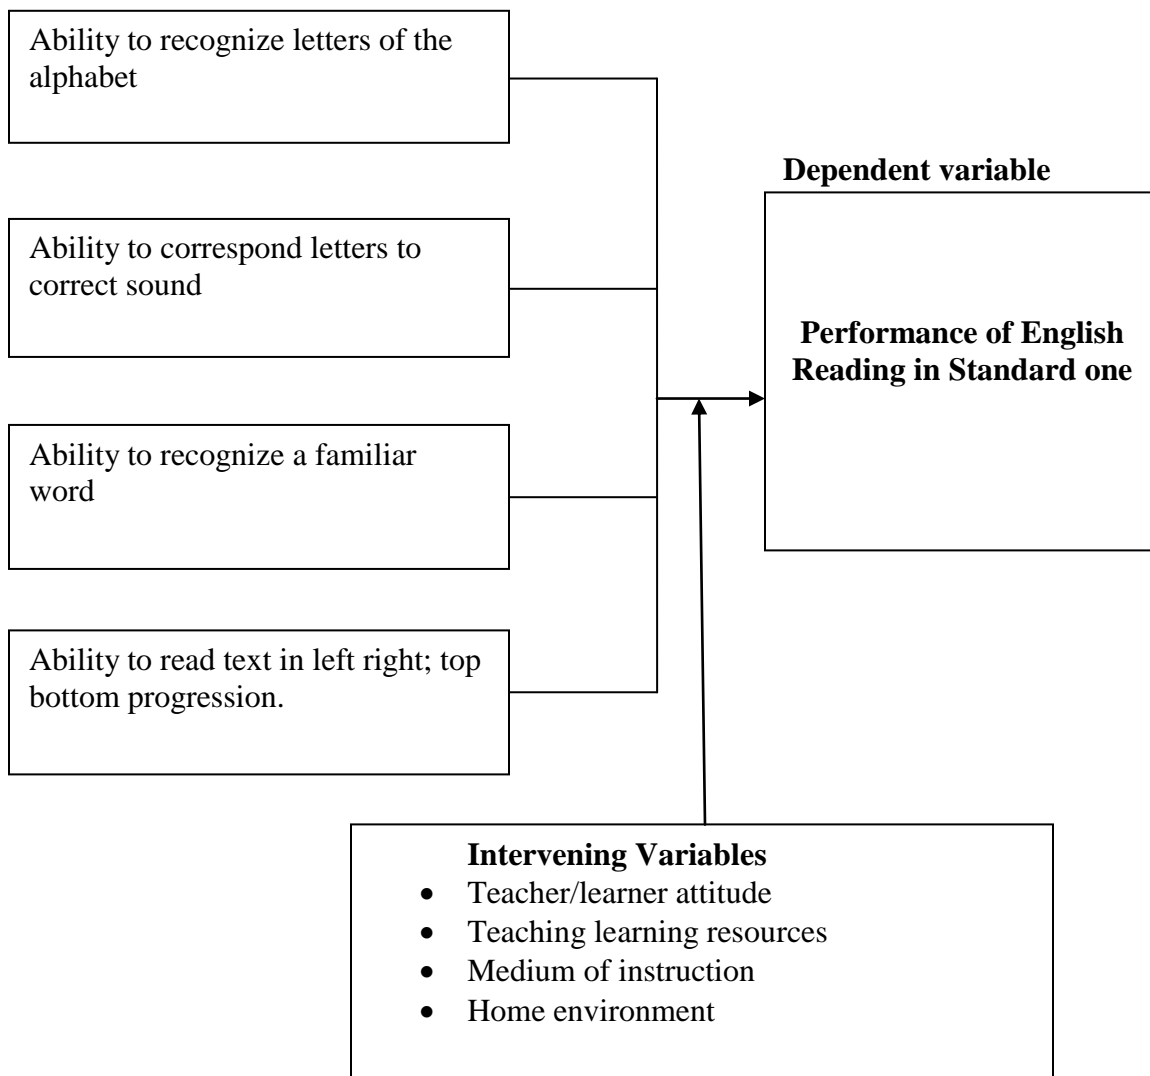 Ability to recognize letters of the
alphabet
Ability to correspond letters to
correct sound
Ability to recognize a familiar
word
Ability to read text in left right; top
bottom progression.
Dependent variable
Performance of English
Reading in Standard one
Intervening Variables
• Teacher/learner attitude
• Teaching learning resources
• Medium of instruction
• Home environment